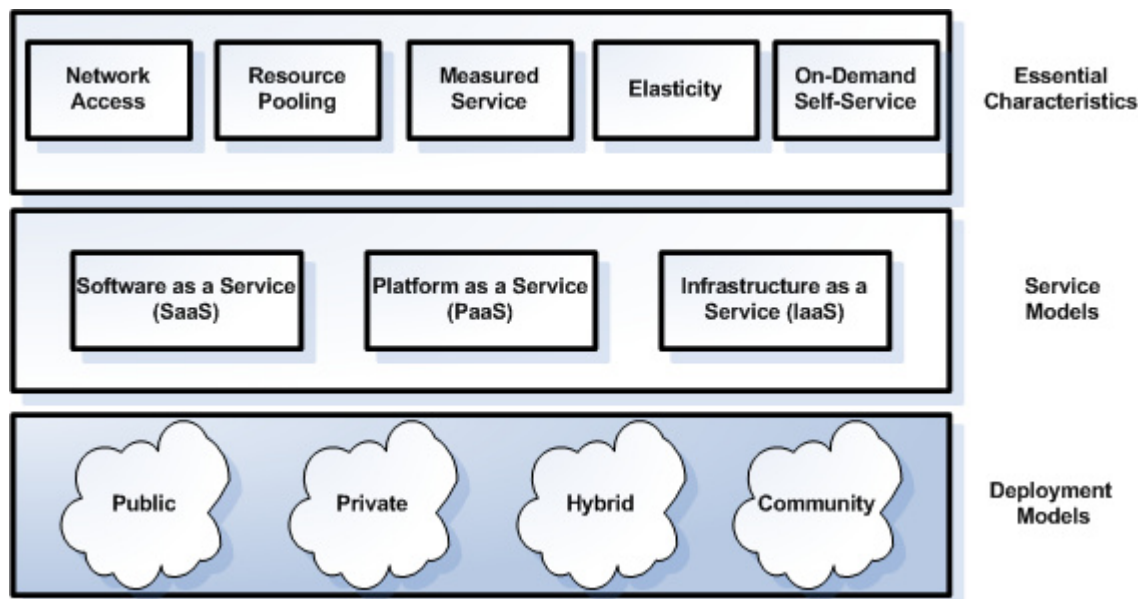 Network
Access
Resource
Pooling
Measured
Service
Elasticity
On-Demand
Self-Service
Essential
Characteristics
Software as a Service
(SaaS)
Platform as a Service
(PaaS)
Infrastructure as a
Service (IaaS)
Service
Models
Public
Private
Hybrid
Community
Deployment
Models